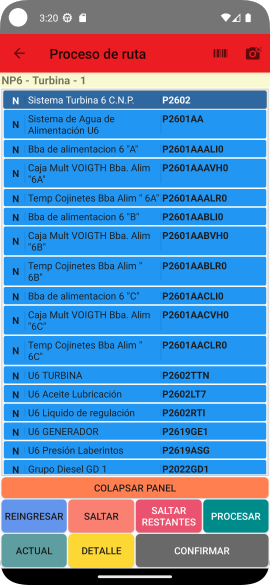 3:20
Proceso de ruta
NP6 - Turbina - 1
N Sistema Turbina 6 C.N.P. P2602
N Sistema de Agua de P2601AA
Alimentación U6
N Bba de alimentacion 6 "A" P2601AAALI0
N Caja Mult VOIGTH Bba. Alim P2601AAAVH0
"6A"
N Temp Cojinetes Bba Alim " 6A" P2601AAALR0
N Bba de alimentacion 6 "B" P2601AABLI0
N Caja Mult VOIGTH Bba. Alim P2601AABVH0
"6B"
N Temp Cojinetes Bba Alim " P2601AABLR0
6B"
N Bba de alimentacion 6 "C" P2601AACLI0
N Caja Mult VOIGTH Bba. Alim P2601AACVH0
"6C"
N Temp Cojinetes Bba Alim " P2601AACLR0
6C"
N U6 TURBINA P2602TTN
N U6 Aceite Lubricación P2602LT7
N U6 Liquido de regulación P2602RTI
N U6 GENERADOR P2619GE1
N U6 Presión Laberintos P2619ASG
N Grupo Diesel GD 1 P2022GD1
COLAPSAR PANEL
REINGRESAR SALTAR SALTAR RESTANTES PROCESAR
ACTUAL DETALLE CONFIRMAR